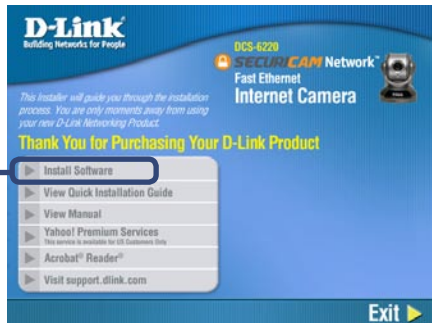 D-Link
Building Networks for People
DCS-6220
SECURICAM Network™
Fast Ethernet
Internet Camera
This Installer will guide you through the installation
process. You are only moments away from using
your new D-Link Networking Product.
Thank You for Purchasing Your D-Link Product
Install Software
View Quick Installation Guide
View Manual
Yahoo! Premium Services
This service is available for US Customers Only
Acrobat® Reader®
Visit support.dlink.com
Exit